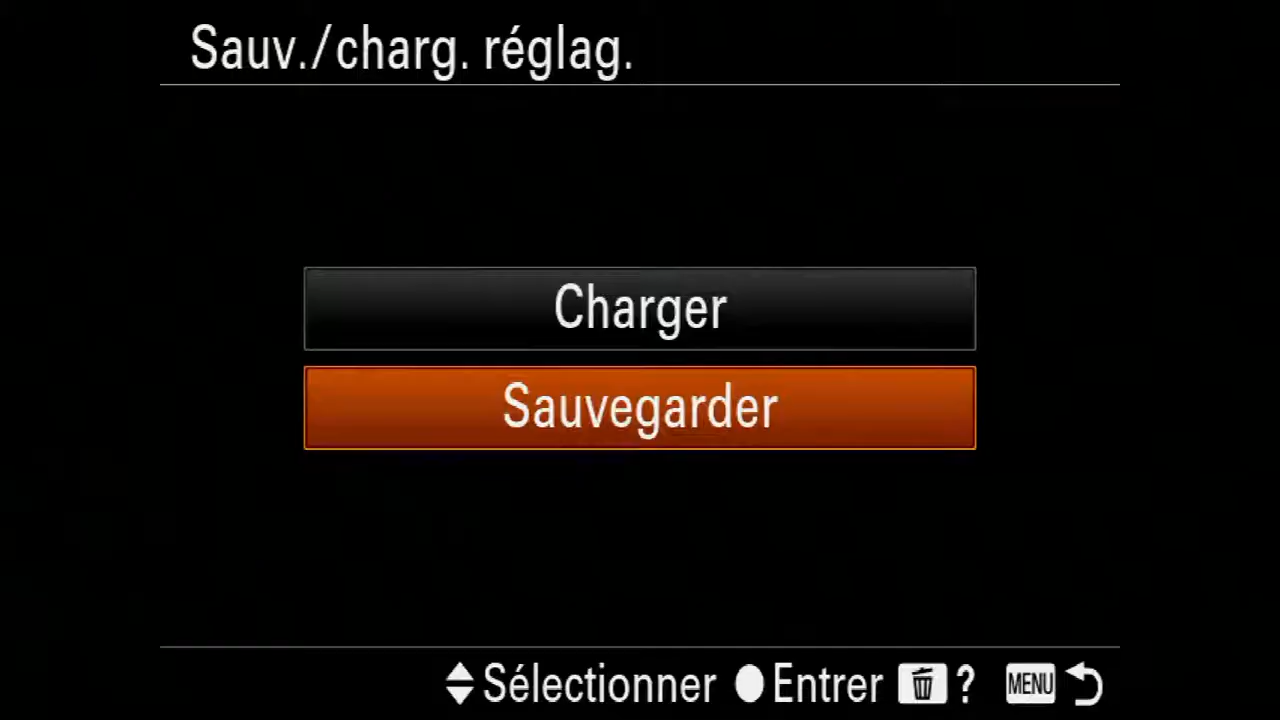 Sauv./charg. réglag.
Charger
Sauvegarder
Sélectionner Entrer ? MENU